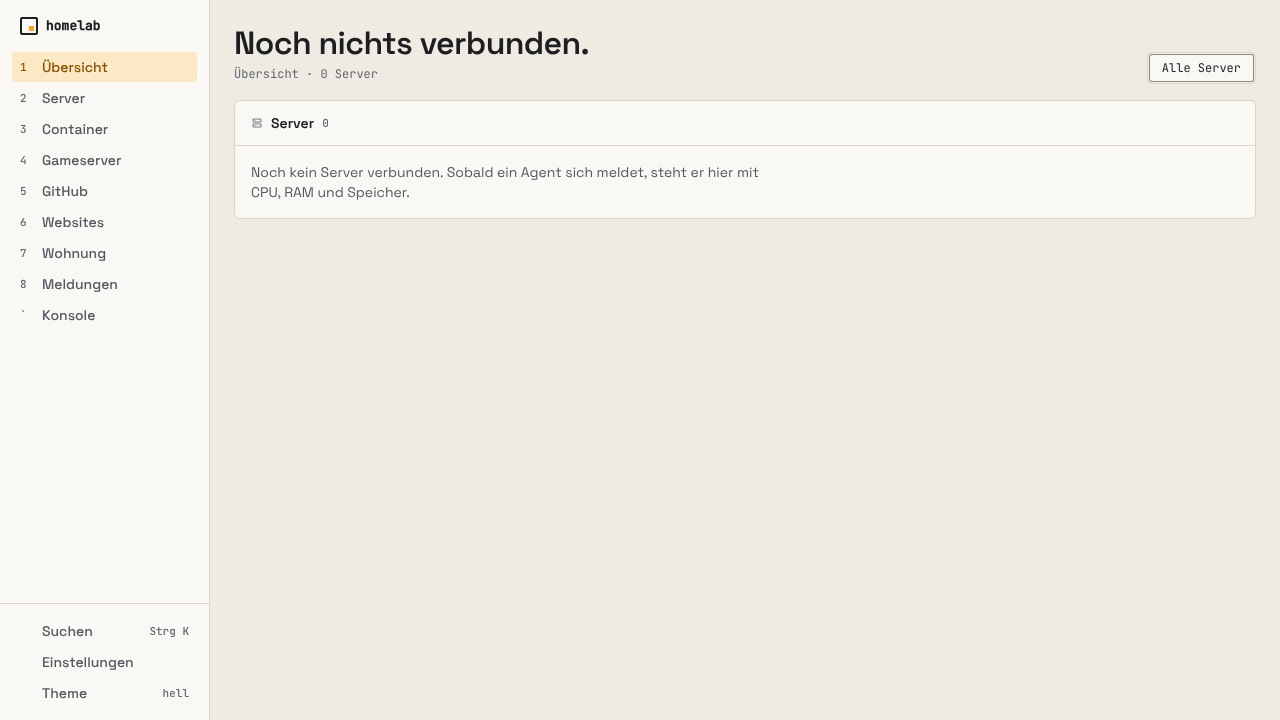 homelab
1 Übersicht
2 Server
3 Container
4 Gameserver
5 GitHub
6 Websites
7 Wohnung
8 Meldungen
` Konsole
Suchen Strg K
Einstellungen
Theme hell
Noch nichts verbunden.
Übersicht · 0 Server
Alle Server
Server 0
Noch kein Server verbunden. Sobald ein Agent sich meldet, steht er hier mit
CPU, RAM und Speicher.